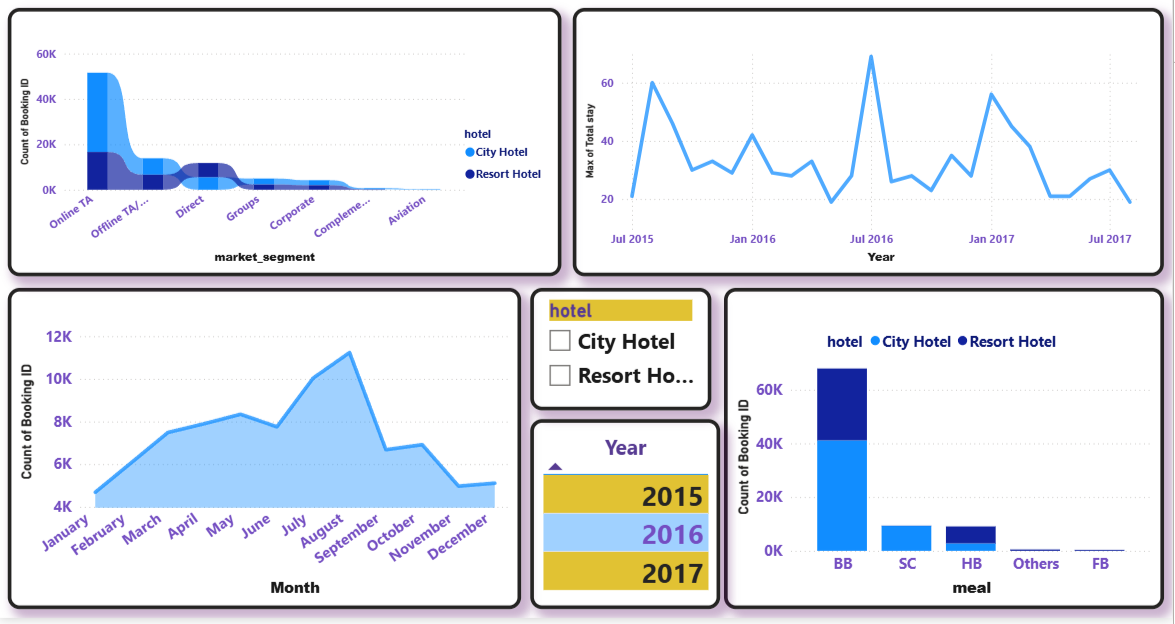 60K
40K
20K
0K
Count of Booking ID
hotel
City Hotel
Resort Hotel
Online TA
Offline TA/...
Direct
Groups
Corporate
Compleme...
Aviation
market_segment
60
40
20
Max of Total stay
Jul 2015
Jan 2016
Jul 2016
Jan 2017
Jul 2017
Year
12K
10K
8K
6K
4K
Count of Booking ID
January
February
March
April
May
June
July
August
September
October
November
December
Month
hotel
City Hotel
Resort Ho...
Year
2015
2016
2017
hotel City Hotel Resort Hotel
60K
40K
20K
0K
Count of Booking ID
BB
SC
HB
Others
FB
meal